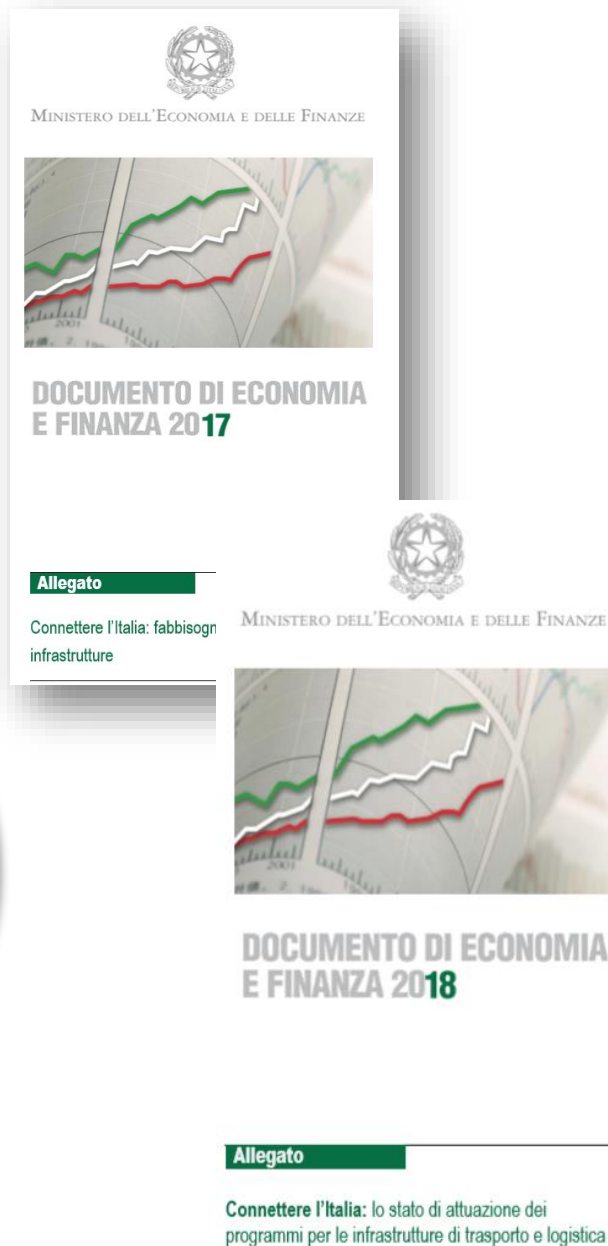 MINISTERO DELL'ECONOMIA E DELLE FINANZE
2001
DOCUMENTO DI ECONOMIA
E FINANZA 2017
Allegato
Connettere l'Italia: fabbisogn
infrastrutture
MINISTERO DELL'ECONOMIA E DELLE FINANZE
2001
DOCUMENTO DI ECONOMIA
E FINANZA 2018
Allegato
Connettere l'Italia: lo stato di attuazione dei
programmi per le infrastrutture di trasporto e logistica